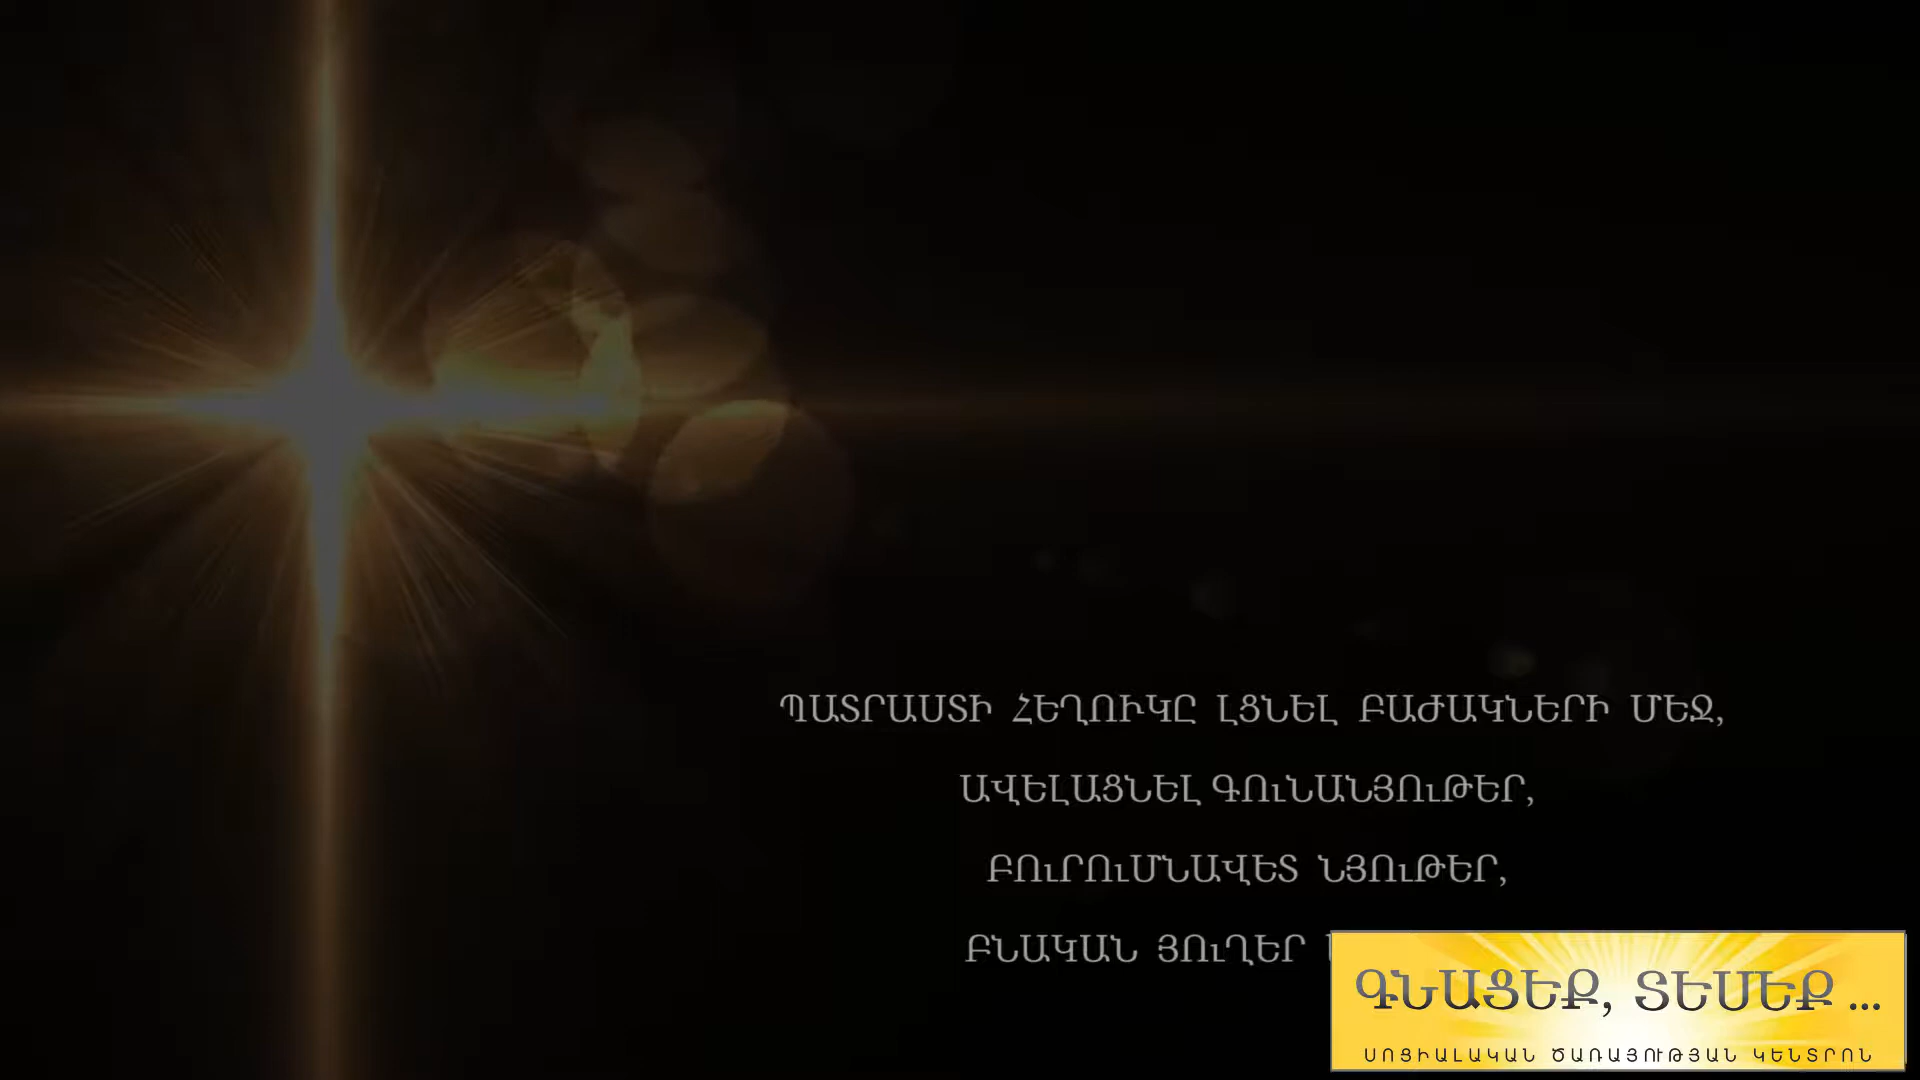 ՊԱՏՐԱՍՏԻ ՀԵՂՈՒԿԸ ԼՑՆԵԼ ԲԱԺԱԿՆԵՐԻ ՄԵՋ,
ԱՎԵԼԱՑՆԵԼ ԳՈւՆԱՆՅՈւԹԵՐ,
ԲՈւՐՈւՄՆԱՎԵՏ ՆՅՈւԹԵՐ,
ԲՆԱԿԱՆ ՅՈւՂԵՐ
ԳՆԱՑԵՔ, ՏԵՍԵՔ ...
ՍՈՑԻԱԼԱԿԱՆ ԾԱՌԱՅՈՒԹՅԱՆ ԿԵՆՏՐՈՆ